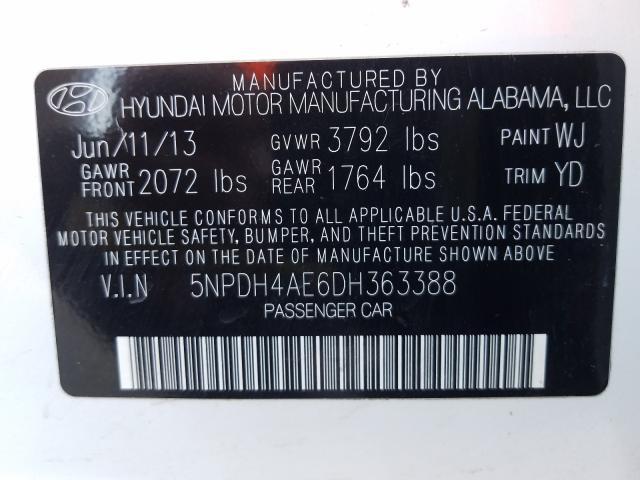 MANUFACTURED BY
HYUNDAI MOTOR MANUFACTURING ALABAMA, LLC
Jun/11/13 GVWR 3792 lbs PAINT WJ
GAWR FRONT 2072 lbs GAWR REAR 1764 lbs TRIM YD
THIS VEHICLE CONFORMS TO ALL APPLICABLE U.S.A. FEDERAL
MOTOR VEHICLE SAFETY, BUMPER, AND THEFT PREVENTION STANDARDS
IN EFFECT ON THE DATE OF MANUFACTURE SHOWN ABOVE
V.I.N 5NPDH4AE6DH363388
PASSENGER CAR